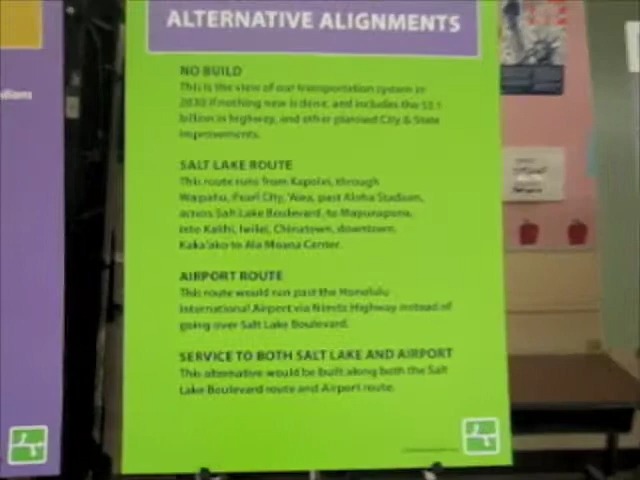 ALTERNATIVE ALIGNMENTS
NO BUILD
This is the view of our transportation system in
2030 if nothing new is done, and includes the $3.1
billion in highway, and other planned City & State
improvements.
SALT LAKE ROUTE
This route runs from Kapolei, through
Waipahu, Pearl City, 'Aiea, past Aloha Stadium,
across Salt Lake Boulevard, to Mapunapuna,
into Kalihi, Iwilei, Chinatown, downtown,
Kaka'ako to Ala Moana Center.
AIRPORT ROUTE
This route would run past the Honolulu
International Airport via Nimitz Highway instead of
going over Salt Lake Boulevard.
SERVICE TO BOTH SALT LAKE AND AIRPORT
This alternative would be built along both the Salt
Lake Boulevard route and Airport route.